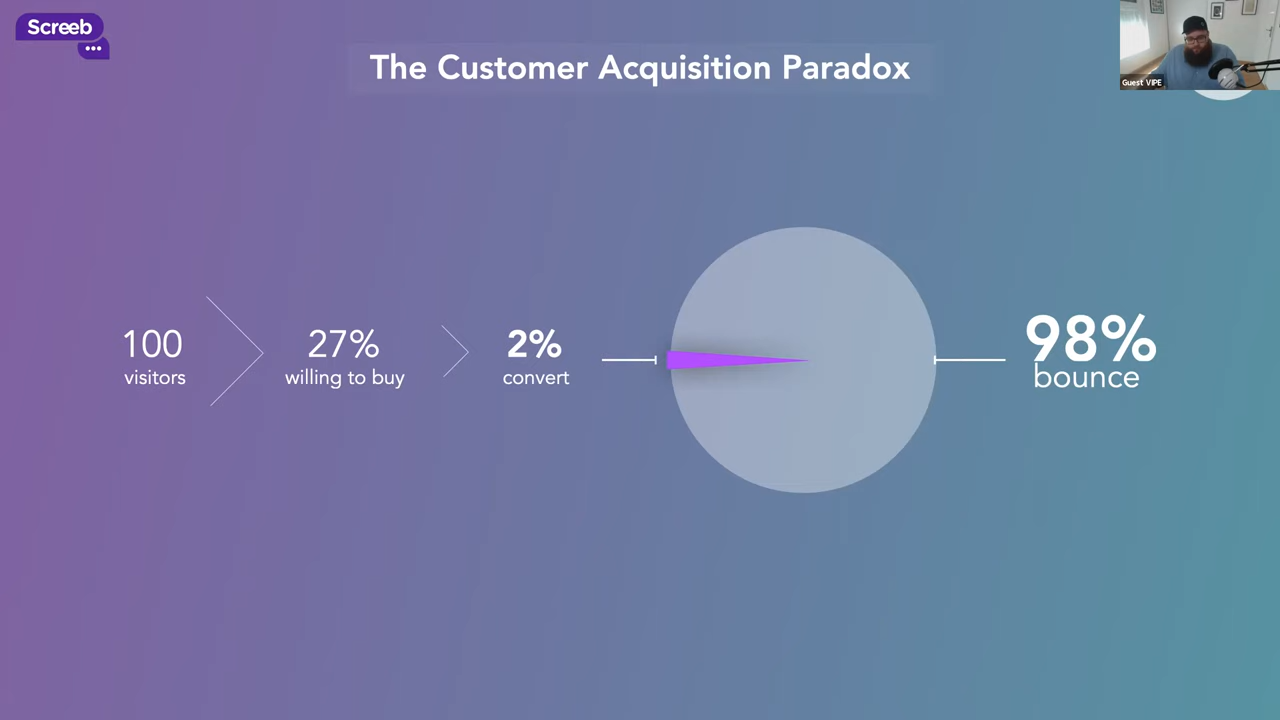 Screeb
The Customer Acquisition Paradox
Guest VIPE
100
visitors
27%
willing to buy
2%
convert
98%
bounce